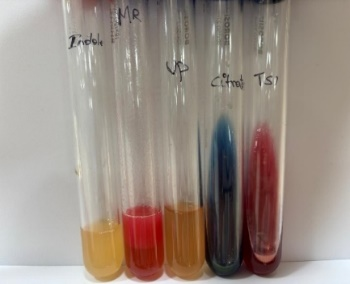 Indole
MR
VP
Citrate
TSI